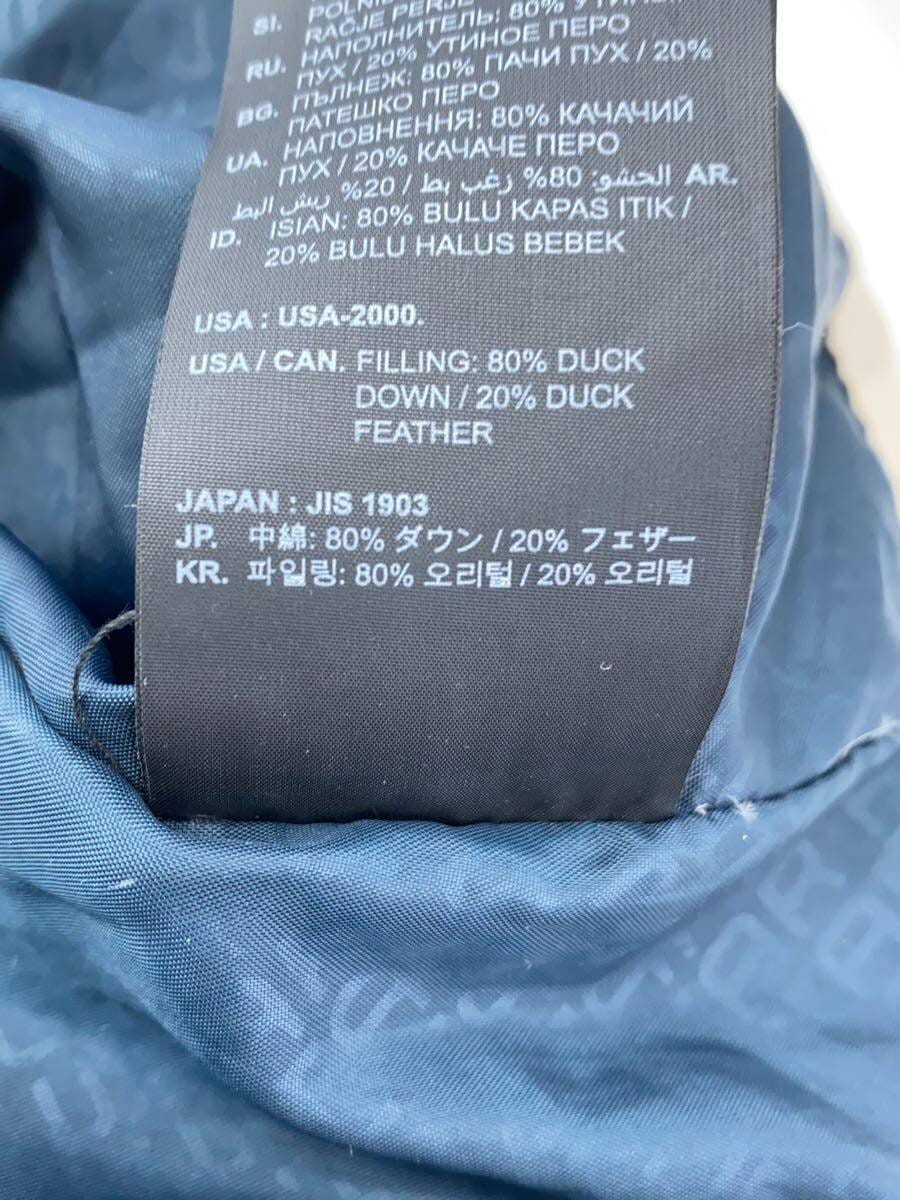 SI. RAČJE PERJE
RU. НАПОЛНИТЕЛЬ: 80%
ПУХ / 20% УТИНОЕ ПЕРО
BG. ПЪЛНЕЖ: 80% ПАЧИ ПУХ / 20%
ПАТЕШКО ПЕРО
UA. НАПОВНЕННЯ: 80% КАЧАЧИЙ
ПУХ / 20% КАЧАЧЕ ПЕРО
الحشو: 80% زغب بط / 20% ريش البط AR.
ID. ISIAN: 80% BULU KAPAS ITIK /
20% BULU HALUS BEBEK
USA : USA-2000.
USA / CAN. FILLING: 80% DUCK
DOWN / 20% DUCK
FEATHER
JAPAN : JIS 1903
JP. 中綿: 80% ダウン / 20% フェザー
KR. 파일링: 80% 오리털 / 20% 오리털